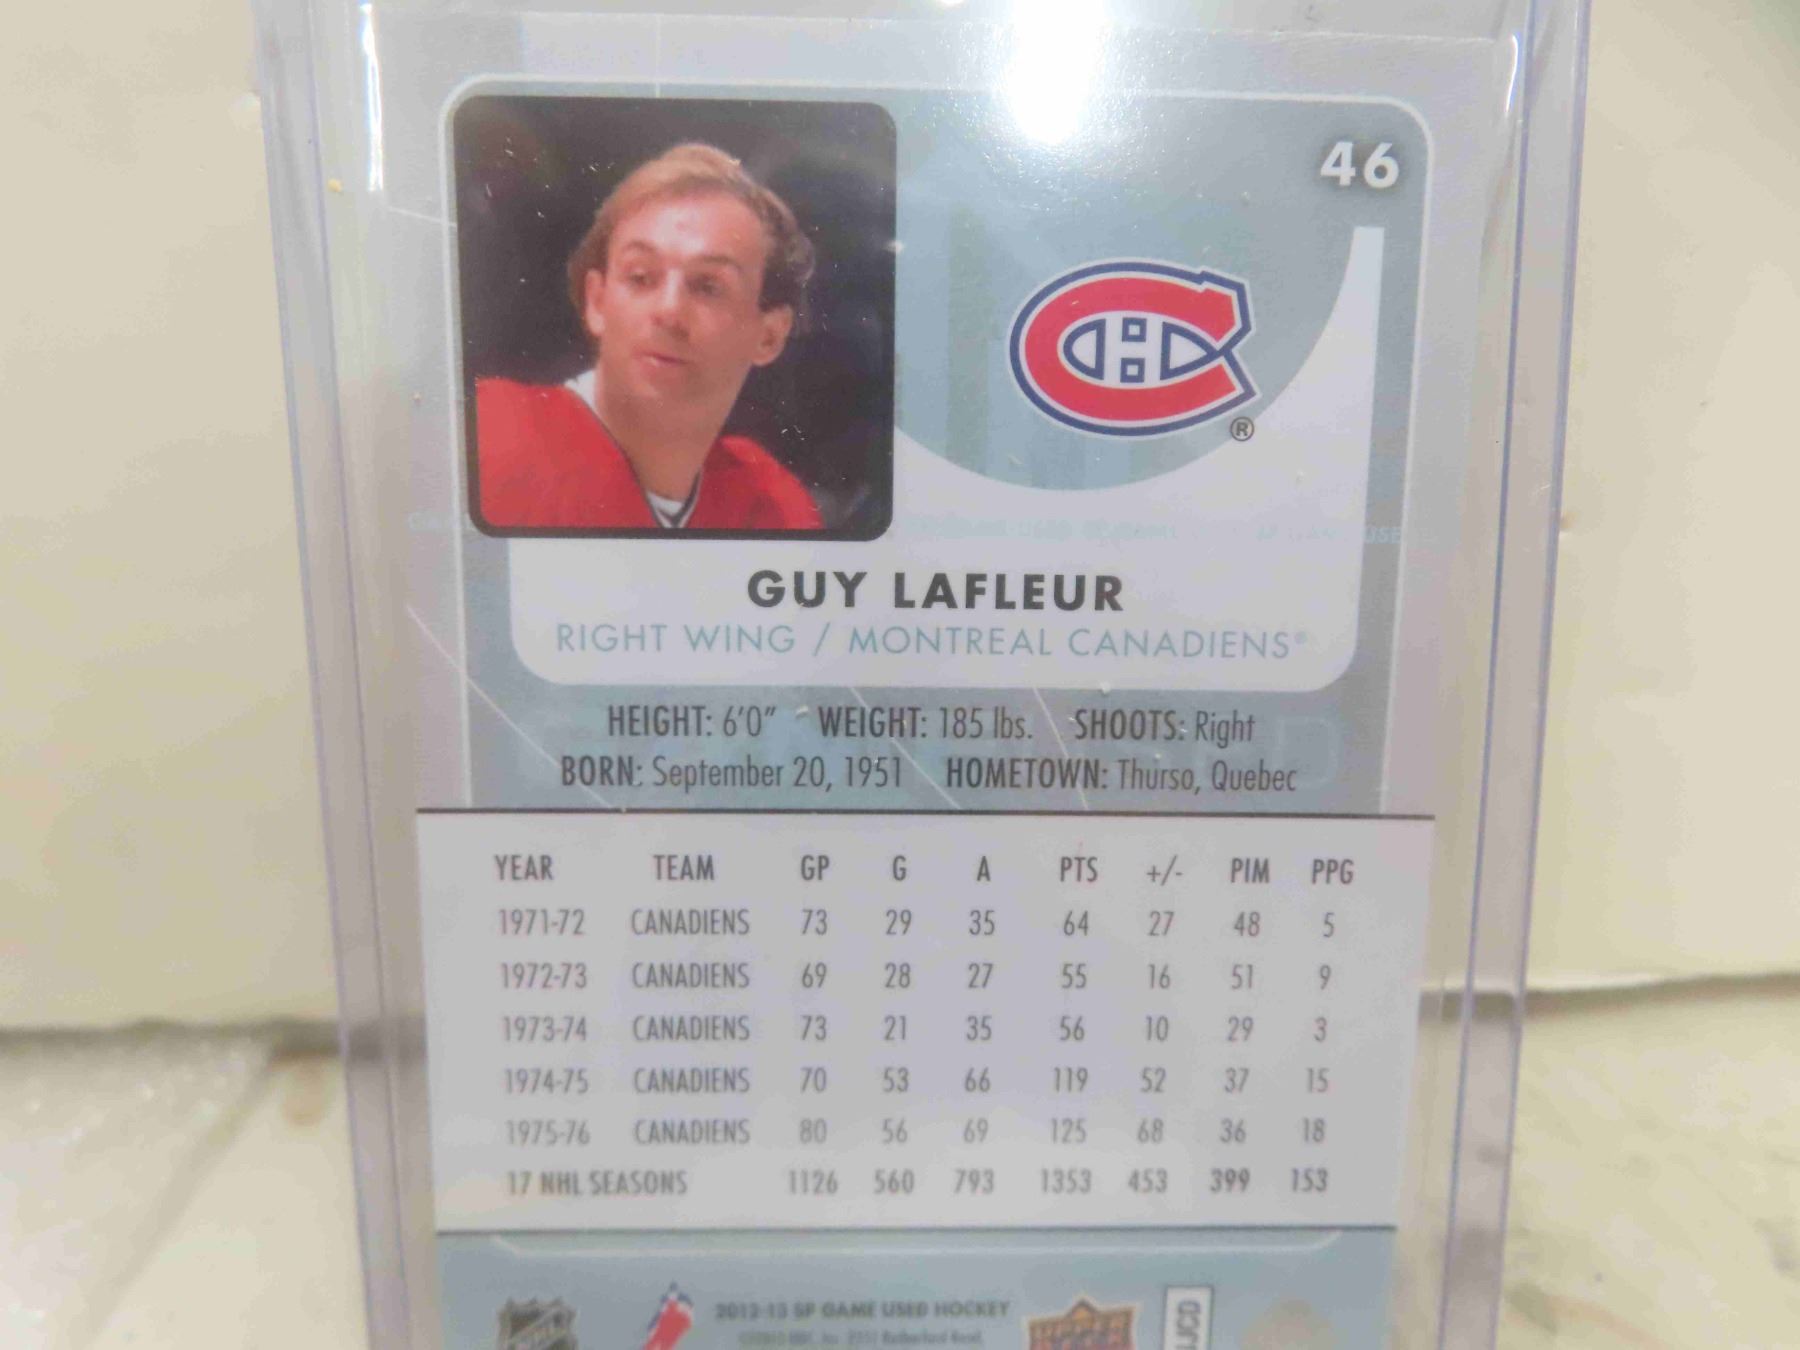 46
®
GUY LAFLEUR
RIGHT WING / MONTREAL CANADIENS®
HEIGHT: 6'0" WEIGHT: 185 lbs. SHOOTS: Right
BORN: September 20, 1951 HOMETOWN: Thurso, Quebec
YEAR TEAM GP G A PTS +/- PIM PPG
1971-72 CANADIENS 73 29 35 64 27 48 5
1972-73 CANADIENS 69 28 27 55 16 51 9
1973-74 CANADIENS 73 21 35 56 10 29 3
1974-75 CANADIENS 70 53 66 119 52 37 15
1975-76 CANADIENS 80 56 69 125 68 36 18
17 NHL SEASONS 1126 560 793 1353 453 399 153
2012-13 SP GAME USED HOCKEY